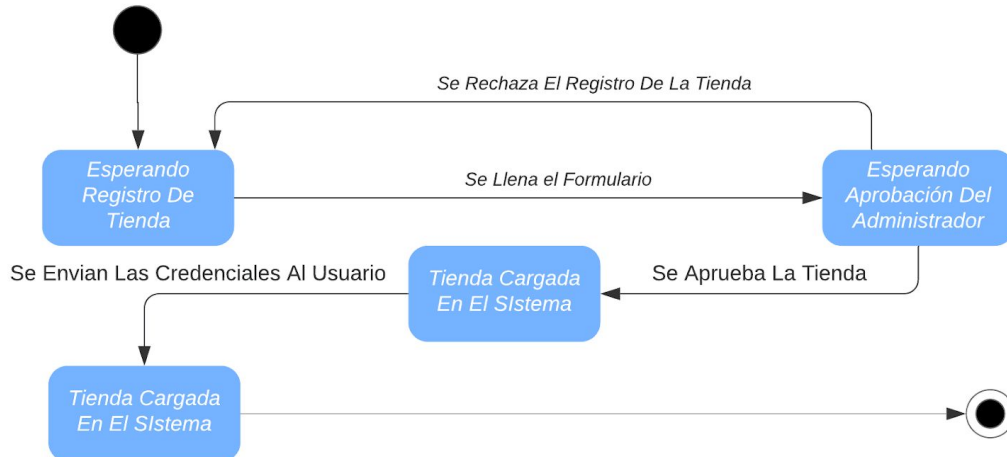 Se Rechaza El Registro De La Tienda
Esperando
Registro De
Tienda
Se Llena el Formulario
Esperando
Aprobación Del
Administrador
Se Envian Las Credenciales Al Usuario
Tienda Cargada
En El SIstema
Se Aprueba La Tienda
Tienda Cargada
En El SIstema